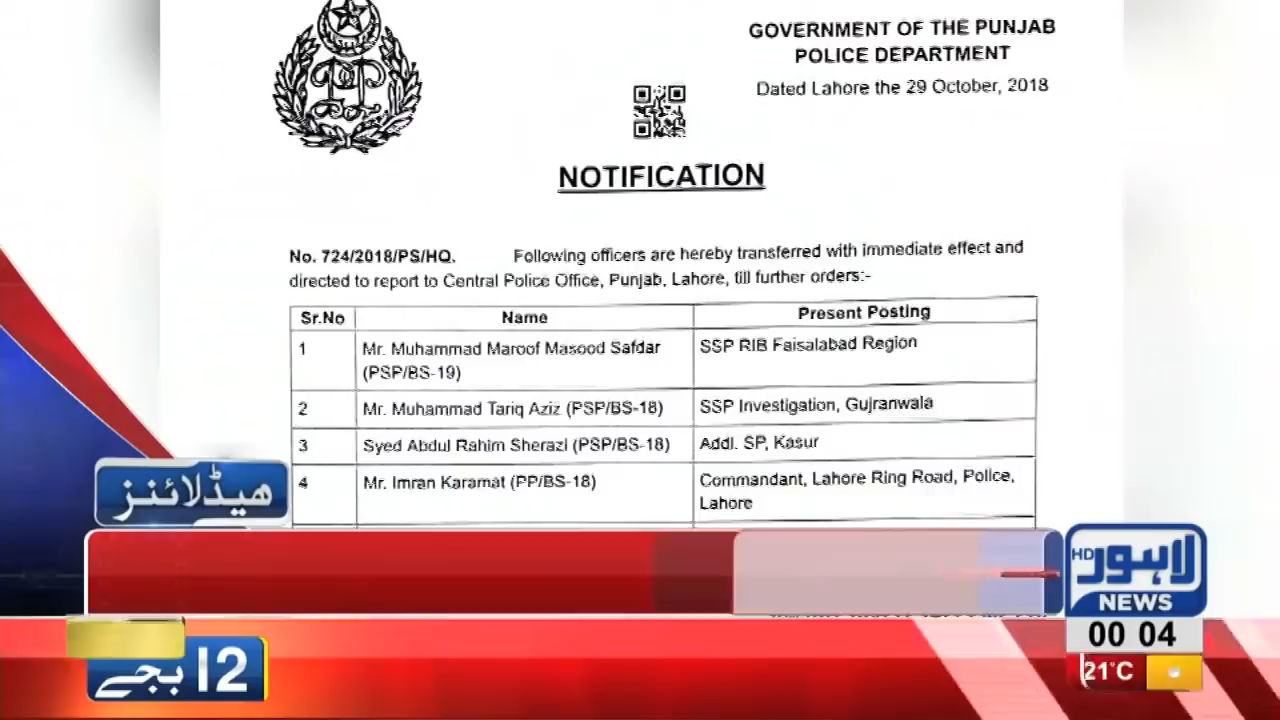 GOVERNMENT OF THE PUNJAB
POLICE DEPARTMENT
Dated Lahore the 29 October, 2018
NOTIFICATION
No. 724/2018/PS/HQ. Following officers are hereby transferred with immediate effect and
directed to report to Central Police Office, Punjab, Lahore, till further orders:-
Sr.No Name Present Posting
1 Mr. Muhammad Maroof Masood Safdar SSP RIB Faisalabad Region
(PSP/BS-19)
2 Mr. Muhammad Tariq Aziz (PSP/BS-18) SSP Investigation, Gujranwala
3 Syed Abdul Rahim Sherazi (PSP/BS-18) Addl. SP, Kasur
4 Mr. Imran Karamat (PP/BS-18) Commandant, Lahore Ring Road, Police,
Lahore
ھیڈلائنز
HD لاہور
NEWS
00 04
21°C
12 بجے